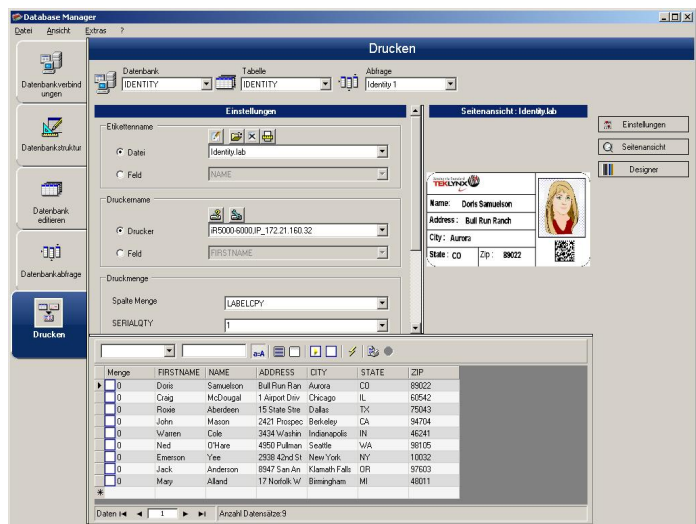 Database Manager
Datei Ansicht Extras ?
Drucken
Datenbankverbind
ungen
Datenbankstruktur
Datenbank
editieren
Datenbankabfrage
Drucken
Datenbank Tabelle Abfrage
IDENTITY IDENTITY Identity 1
Einstellungen
Etikettenname
Datei Identity.lab
Feld NAME
Druckername
Drucker iR5000-6000,IP_172.21.160.32
Feld FIRSTNAME
Druckmenge
Spalte Menge LABELCPY
SERIALQTY 1
Seitenansicht : Identity.lab
TEKLYNX
Name: Doris Samuelson
Address : Bull Run Ranch
City : Aurora
State : CO Zip : 89022
Einstellungen
Seitenansicht
Designer
a=A
Menge FIRSTNAME NAME ADDRESS CITY STATE ZIP
0 Doris Samuelson Bull Run Ran Aurora CO 89022
0 Craig McDougal 1 Airport Driv Chicago IL 60542
0 Roxie Aberdeen 15 State Stre Dallas TX 75043
0 John Mason 2421 Prospec Berkeley CA 94704
0 Warren Cole 3434 Washin Indianapolis IN 46241
0 Ned O'Hare 4950 Pullman Seattle WA 98105
0 Emerson Yee 2938 42nd St New York NY 10032
0 Jack Anderson 8947 San An Klamath Falls OR 97603
0 Mary Alland 17 Norfolk W Birmingham MI 48011
Daten 1 Anzahl Datensätze:9